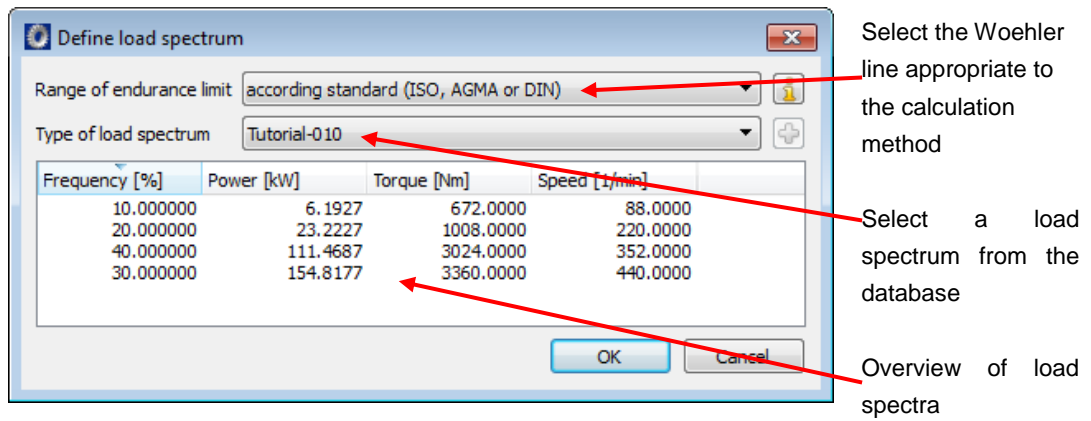 Define load spectrum
Range of endurance limit according standard (ISO, AGMA or DIN)
Type of load spectrum Tutorial-010
Frequency [%] Power [kW] Torque [Nm] Speed [1/min]
10.000000 6.1927 672.0000 88.0000
20.000000 23.2227 1008.0000 220.0000
40.000000 111.4687 3024.0000 352.0000
30.000000 154.8177 3360.0000 440.0000
OK Cancel
Select the Woehler
line appropriate to
the calculation
method
Select a load
spectrum from the
database
Overview of load
spectra